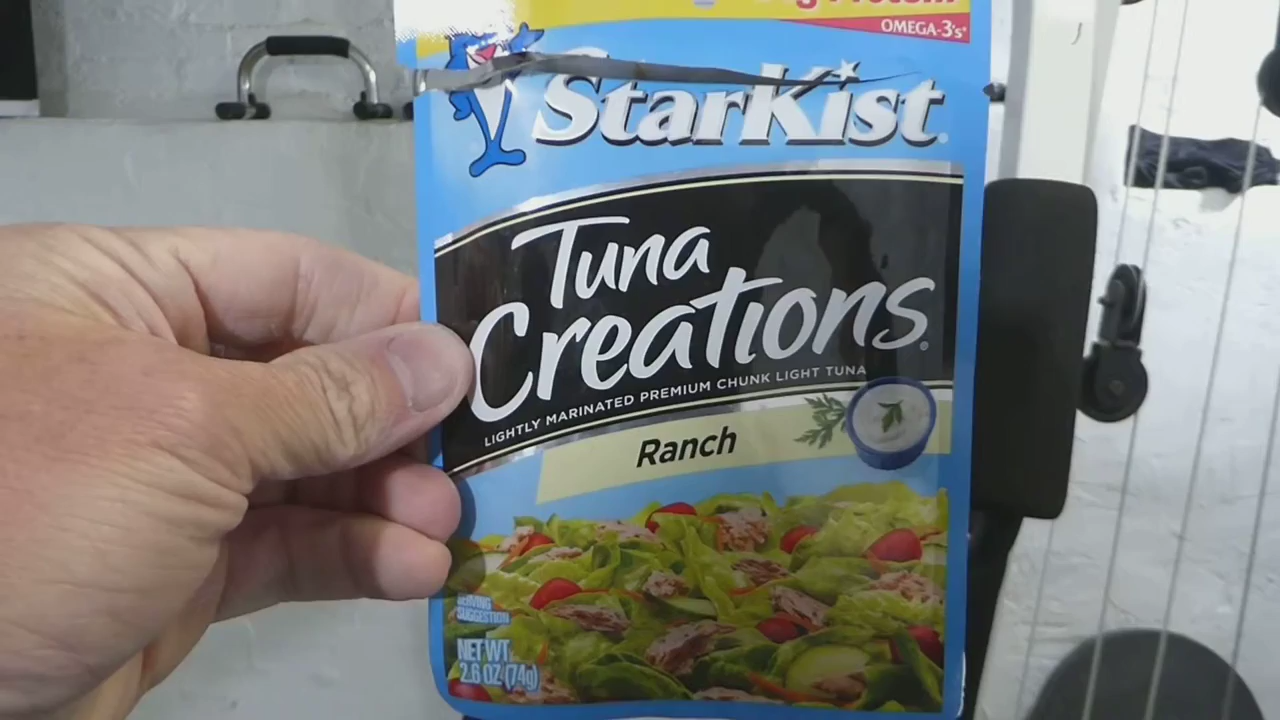 OMEGA-3's*
StarKist®
Tuna
Creations®
LIGHTLY MARINATED PREMIUM CHUNK LIGHT TUNA
Ranch
SERVING
SUGGESTION
NET WT.
2.6 OZ (74g)